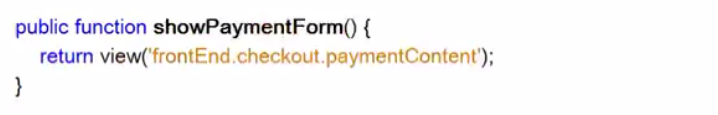 public function showPaymentForm() {
return view('frontEnd.checkout.paymentContent');
}